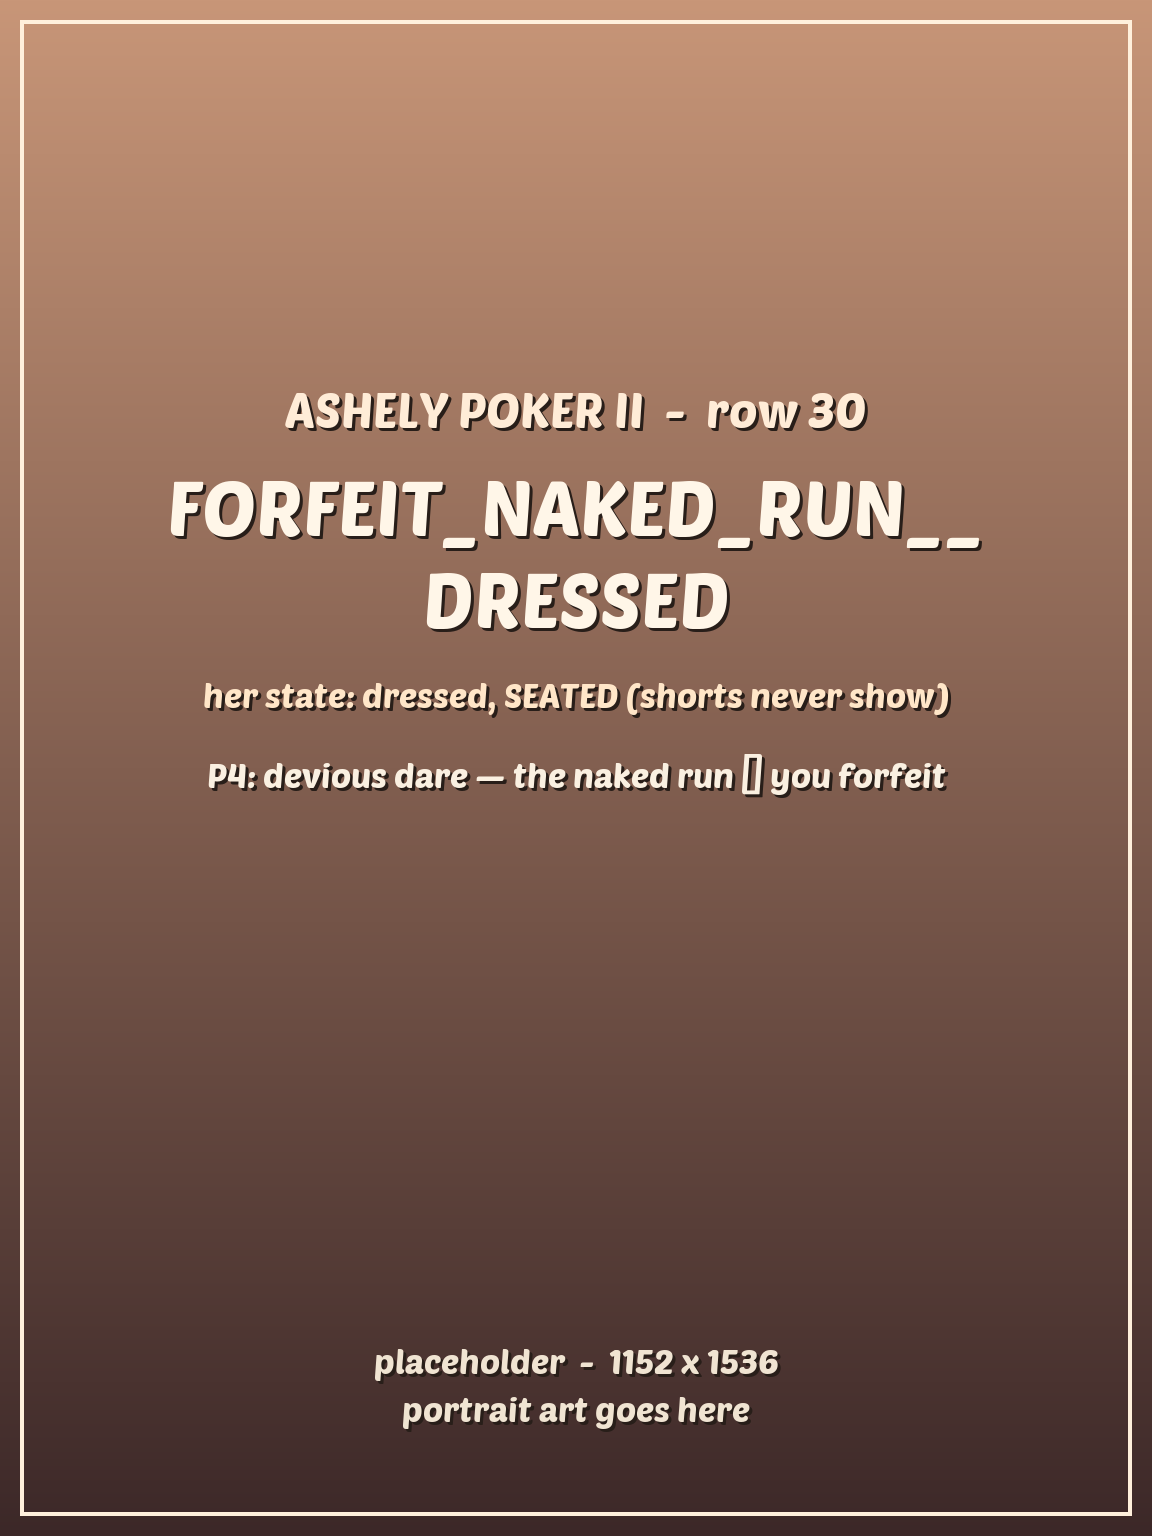 ASHELY POKER II - row 30
FORFEIT_NAKED_RUN__
DRESSED
her state: dressed, SEATED (shorts never show)
P4: devious dare — the naked run ▯ you forfeit
placeholder - 1152 x 1536
portrait art goes here